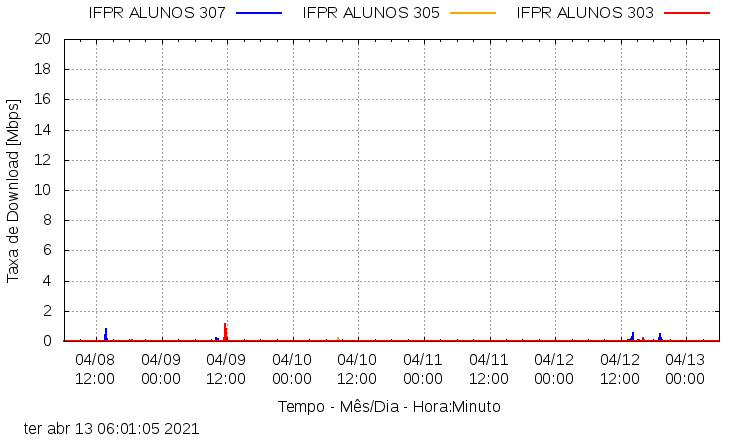 IFPR ALUNOS 307 IFPR ALUNOS 305 IFPR ALUNOS 303
Taxa de Download [Mbps]
20
18
16
14
12
10
8
6
4
2
0
04/08 04/09 04/09 04/10 04/10 04/11 04/11 04/12 04/12 04/13
12:00 00:00 12:00 00:00 12:00 00:00 12:00 00:00 12:00 00:00
Tempo - Mês/Dia - Hora:Minuto
ter abr 13 06:01:05 2021